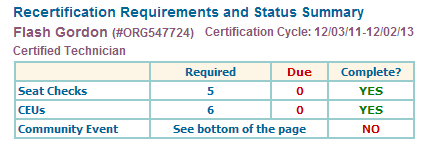 Recertification Requirements and Status Summary
Flash Gordon (#ORG547724) Certification Cycle: 12/03/11-12/02/13
Certified Technician
Required Due Complete?
Seat Checks 5 0 YES
CEUs 6 0 YES
Community Event See bottom of the page NO